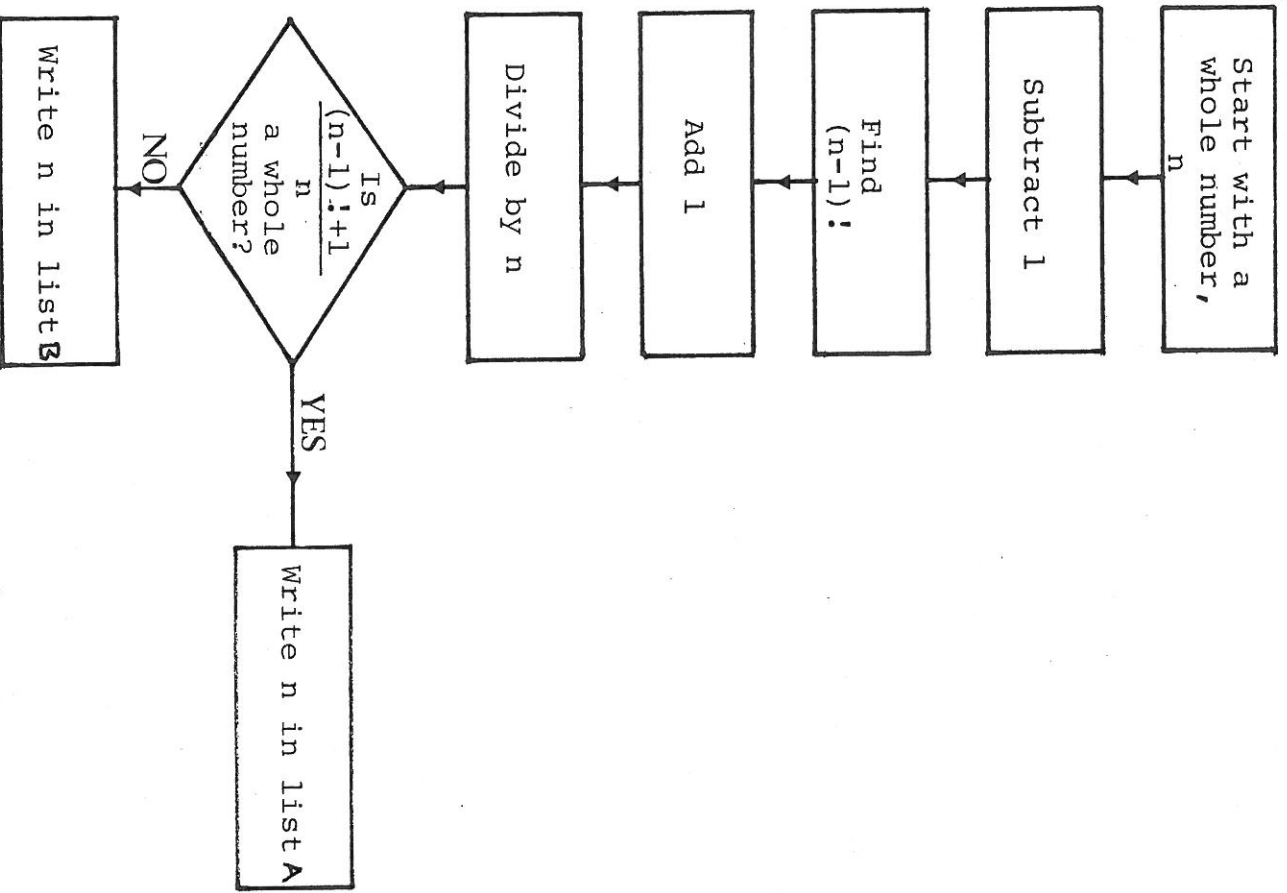 Start with a
whole number,
n
Subtract 1
Find
(n-1)!
Add 1
Divide by n
Is
(n-1)!+1
n
a whole
number?
YES
NO
Write n in list A
Write n in list B